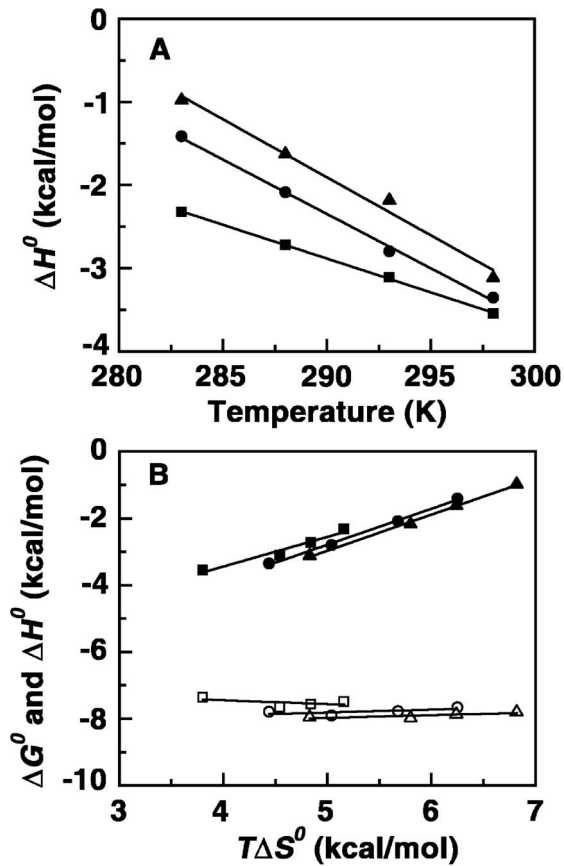 A
0
-1
-2
-3
-4
ΔH⁰ (kcal/mol)
280 285 290 295 300
Temperature (K)
B
0
-2
-4
-6
-8
-10
ΔG⁰ and ΔH⁰ (kcal/mol)
3 4 5 6 7
TΔS⁰ (kcal/mol)